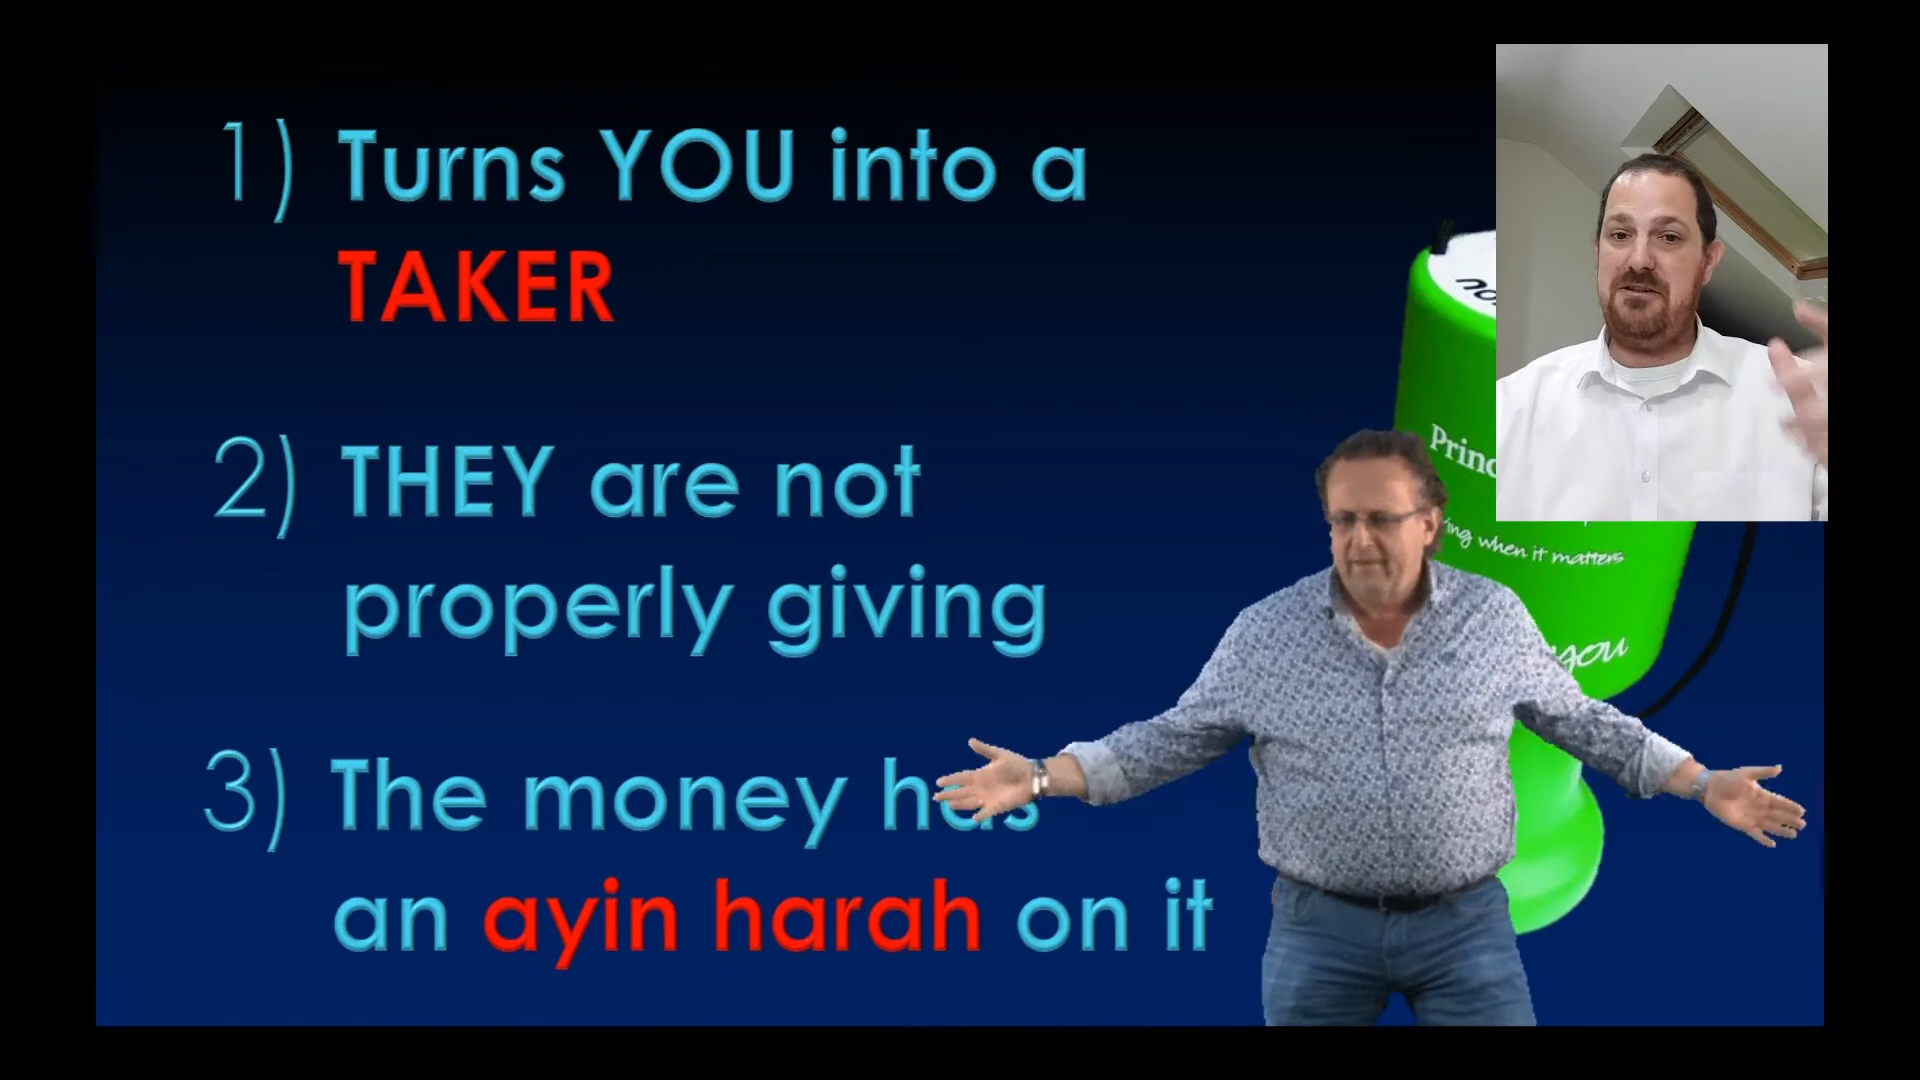 1) Turns YOU into a
TAKER
2) THEY are not
properly giving
3) The money has
an ayin harah on it
when it matters
you